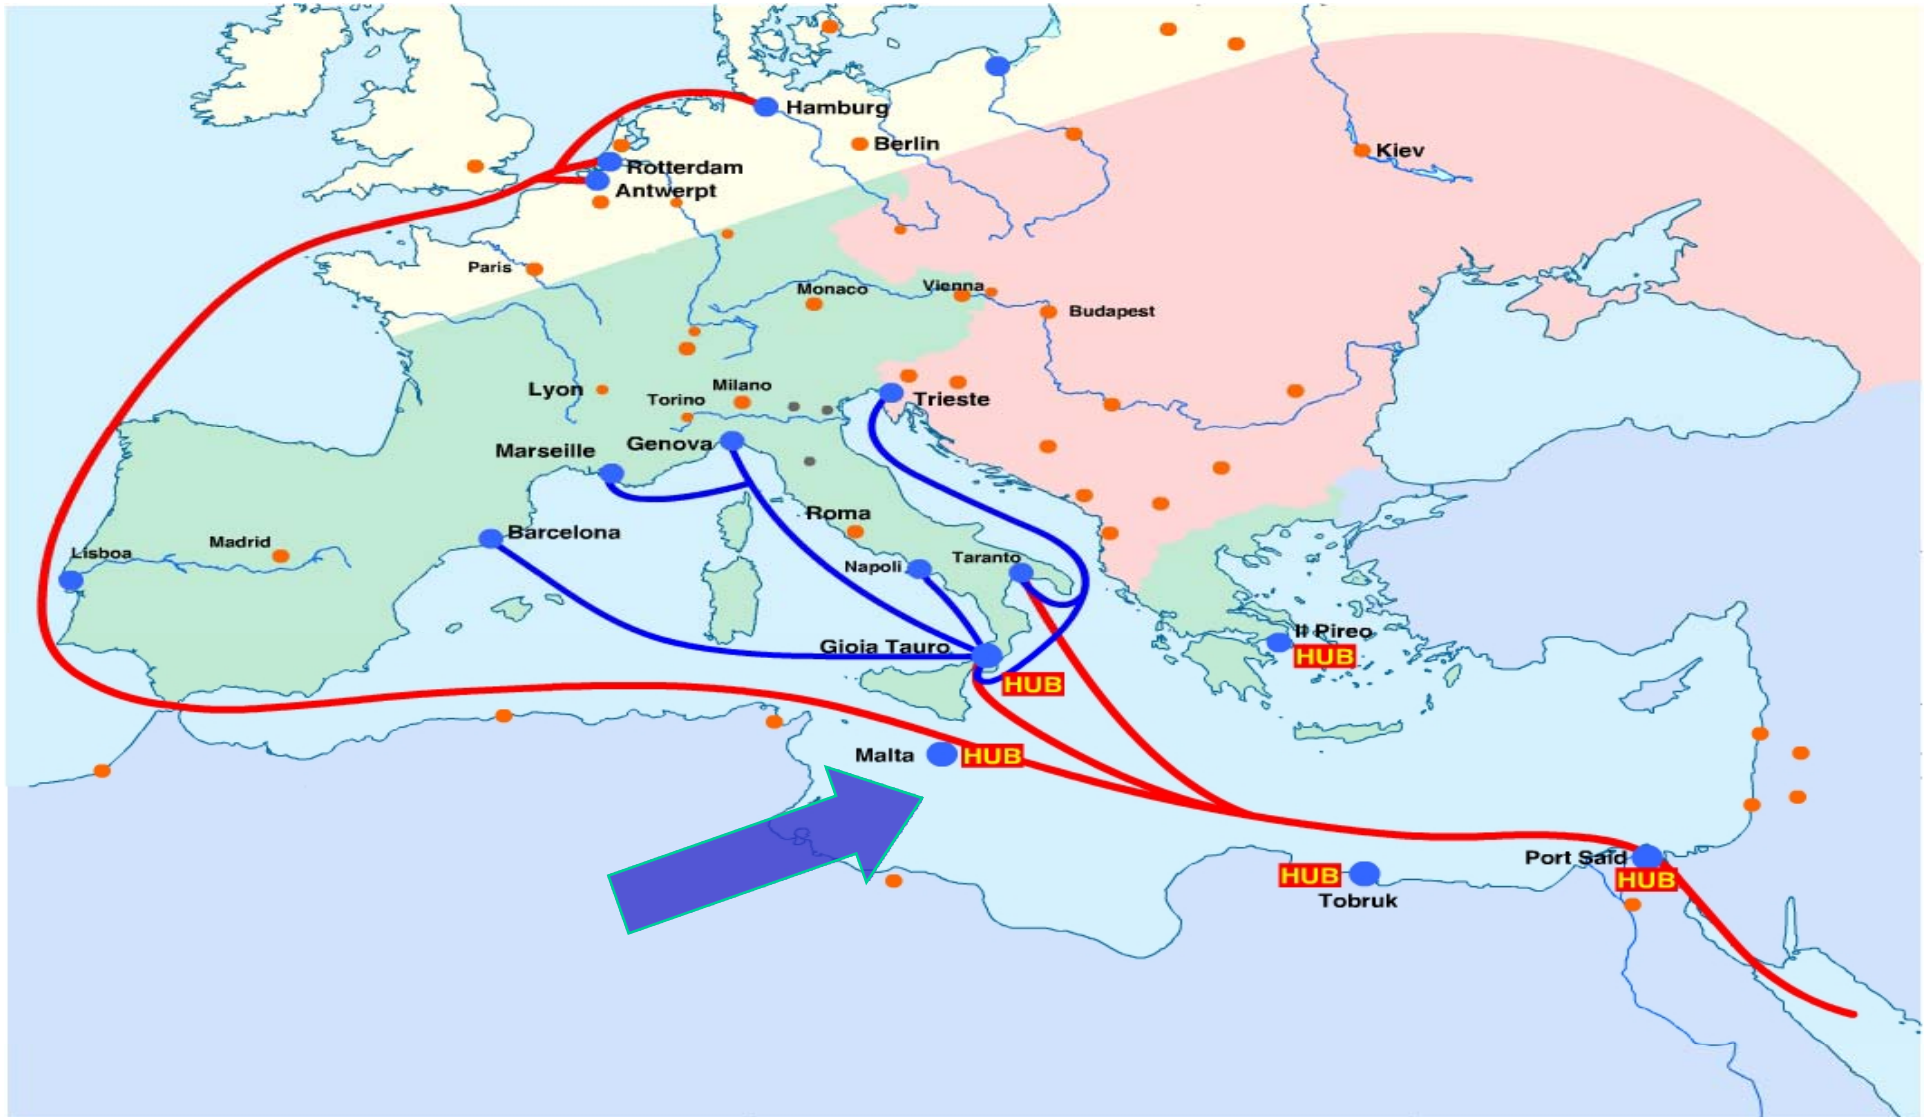 Hamburg
Berlin
Kiev
Rotterdam
Antwerpt
Paris
Monaco
Vienna
Budapest
Lyon
Milano
Torino
Trieste
Genova
Marseille
Roma
Barcelona
Madrid
Lisboa
Napoli
Taranto
Il Pireo
HUB
Gioia Tauro
HUB
Malta
HUB
Port Said
HUB
HUB
Tobruk